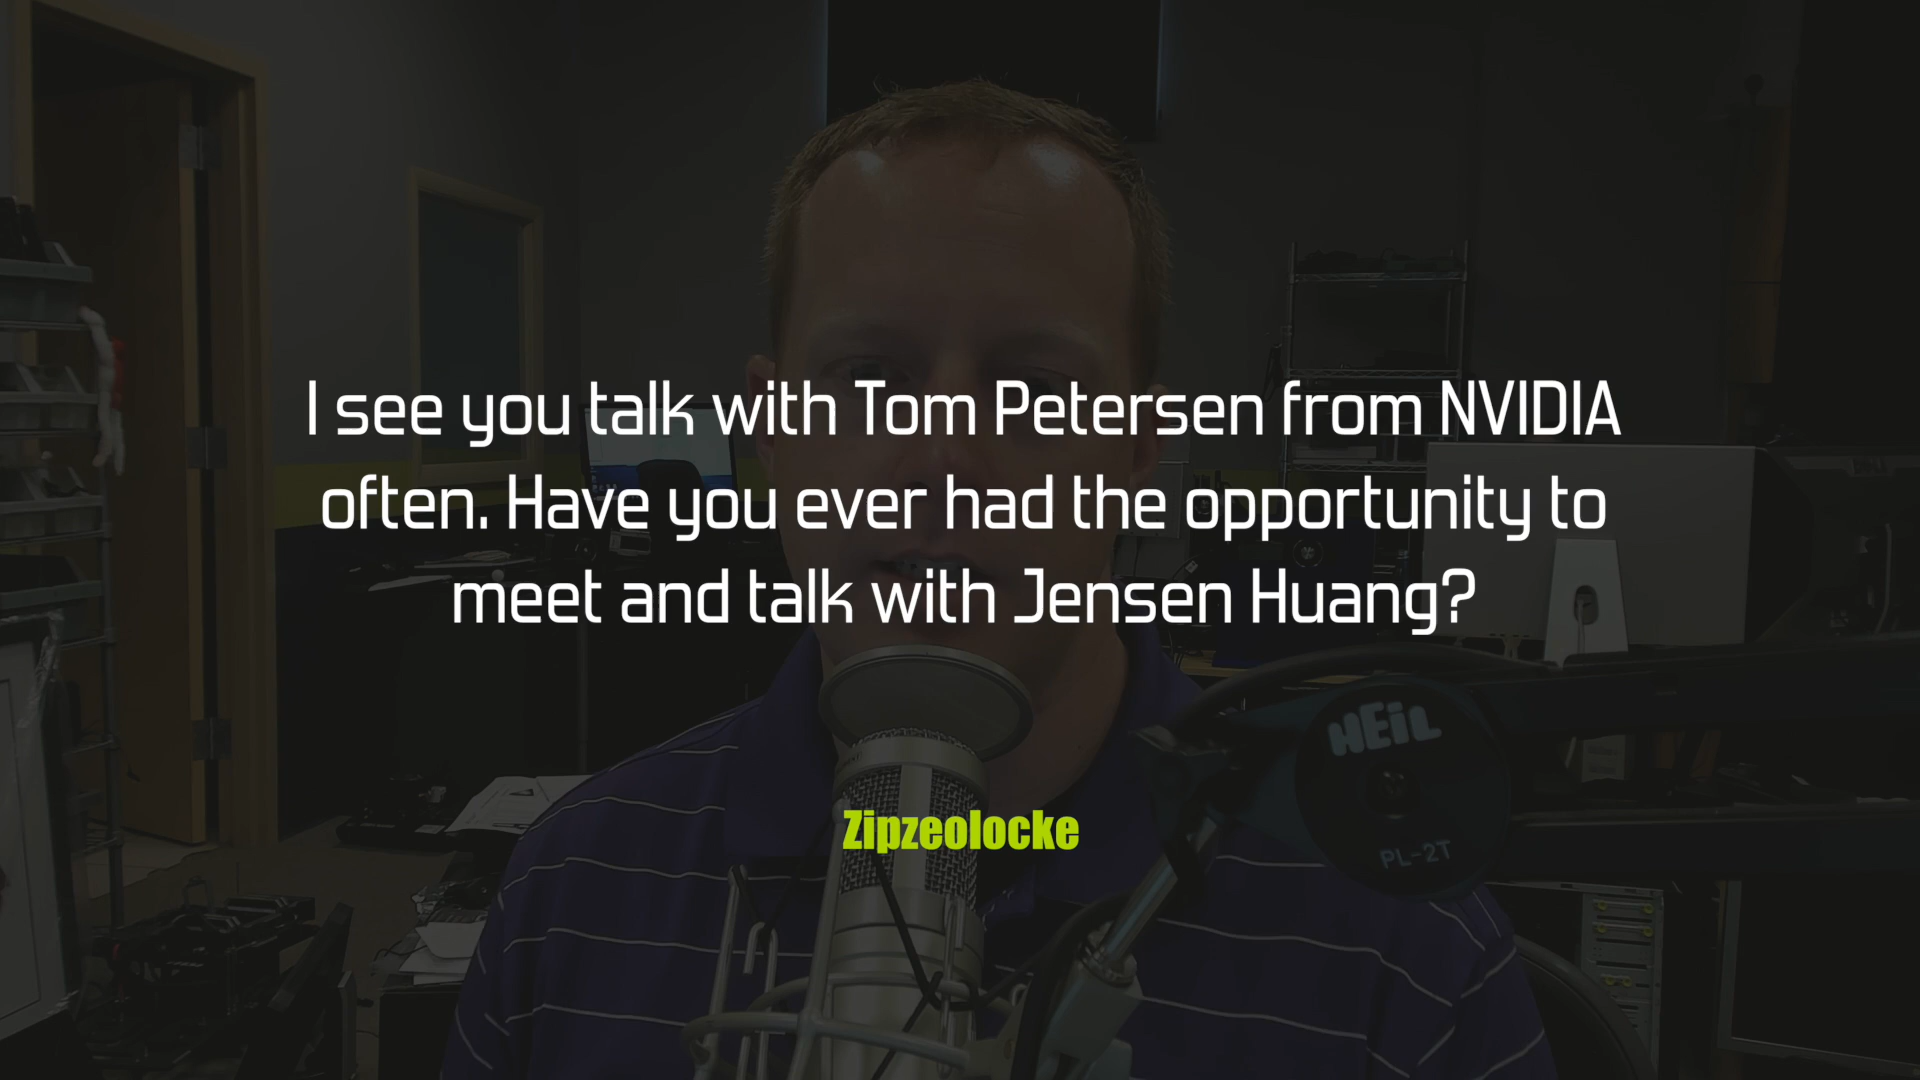 I see you talk with Tom Petersen from NVIDIA
often. Have you ever had the opportunity to
meet and talk with Jensen Huang?
HEiL
PL-2T
Zipzeolocke